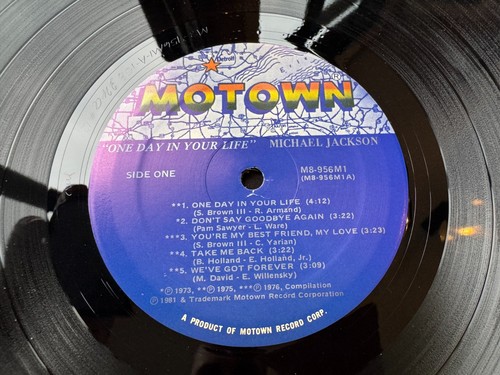 Detroit
MOTOWN
"ONE DAY IN YOUR LIFE" MICHAEL JACKSON
SIDE ONE
M8-956M1
(M8-956M1A)
**1. ONE DAY IN YOUR LIFE (4:12)
(S. Brown III - R. Armand)
*2. DON'T SAY GOODBYE AGAIN (3:22)
(Pam Sawyer - L. Ware)
***3. YOU'RE MY BEST FRIEND, MY LOVE (3:23)
(S. Brown III - C. Yarian)
**4. TAKE ME BACK (3:22)
(B. Holland - E. Holland, Jr.)
**5. WE'VE GOT FOREVER (3:09)
(M. David - E. Willensky)
*℗ 1973, **℗ 1975, ***℗ 1976, Compilation
℗ 1981 & Trademark Motown Record Corporation
A PRODUCT OF MOTOWN RECORD CORP.